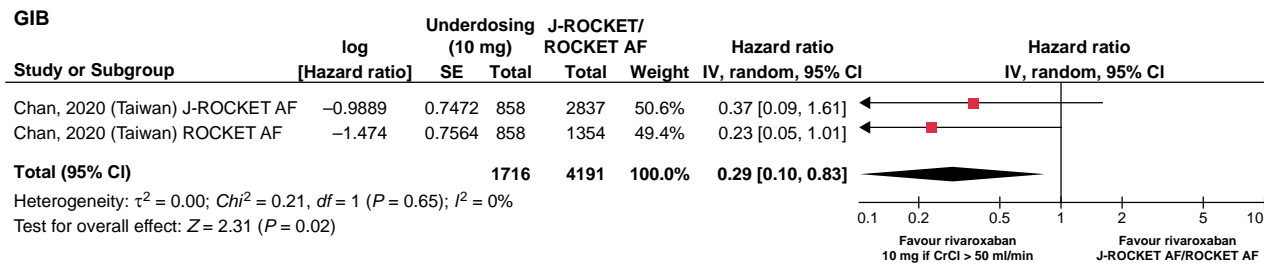 GIB
Underdosing J-ROCKET/
log (10 mg) ROCKET AF Hazard ratio Hazard ratio
Study or Subgroup [Hazard ratio] SE Total Total Weight IV, random, 95% CI IV, random, 95% CI
Chan, 2020 (Taiwan) J-ROCKET AF –0.9889 0.7472 858 2837 50.6% 0.37 [0.09, 1.61]
Chan, 2020 (Taiwan) ROCKET AF –1.474 0.7564 858 1354 49.4% 0.23 [0.05, 1.01]
Total (95% CI) 1716 4191 100.0% 0.29 [0.10, 0.83]
Heterogeneity: τ² = 0.00; Chi² = 0.21, df = 1 (P = 0.65); I² = 0%
Test for overall effect: Z = 2.31 (P = 0.02)
0.1 0.2 0.5 1 2 5 10
Favour rivaroxaban Favour rivaroxaban
10 mg if CrCl > 50 ml/min J-ROCKET AF/ROCKET AF